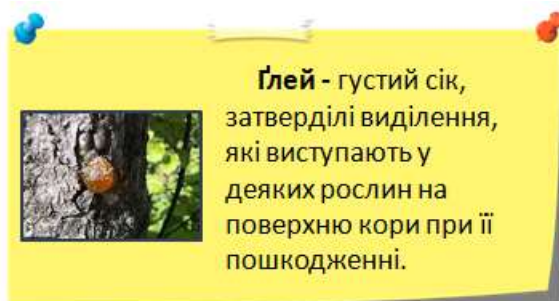 Ґлей - густий сік,
затверділі виділення,
які виступають у
деяких рослин на
поверхню кори при її
пошкодженні.